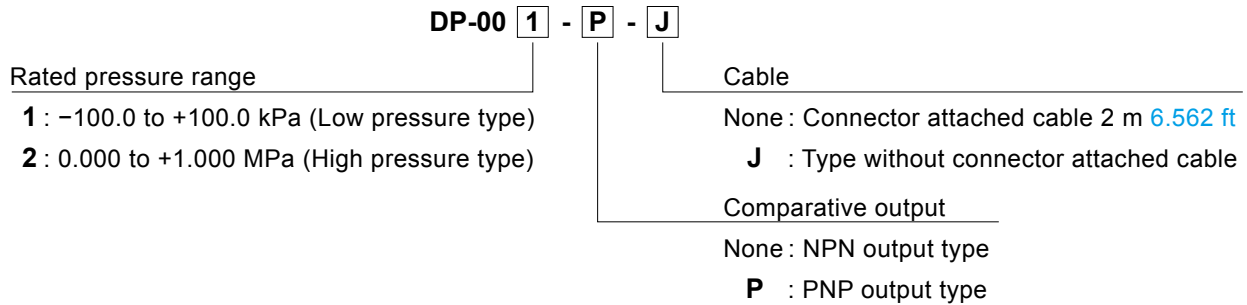 DP-00 1 - P - J
Rated pressure range
1 : −100.0 to +100.0 kPa (Low pressure type)
2 : 0.000 to +1.000 MPa (High pressure type)
Cable
None : Connector attached cable 2 m 6.562 ft
J : Type without connector attached cable
Comparative output
None : NPN output type
P : PNP output type